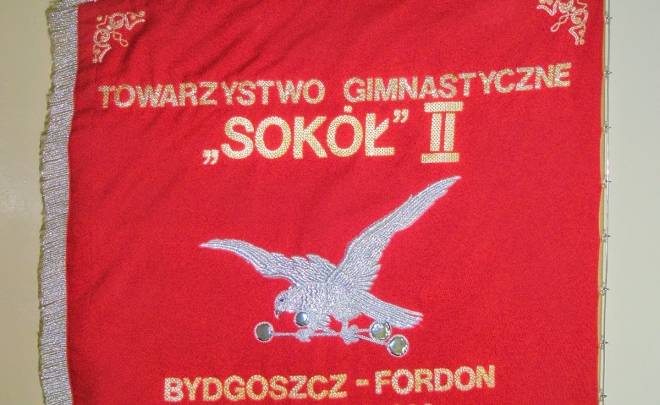 TOWARZYSTWO GIMNASTYCZNE
„SOKÓŁ” II
BYDGOSZCZ - FORDON